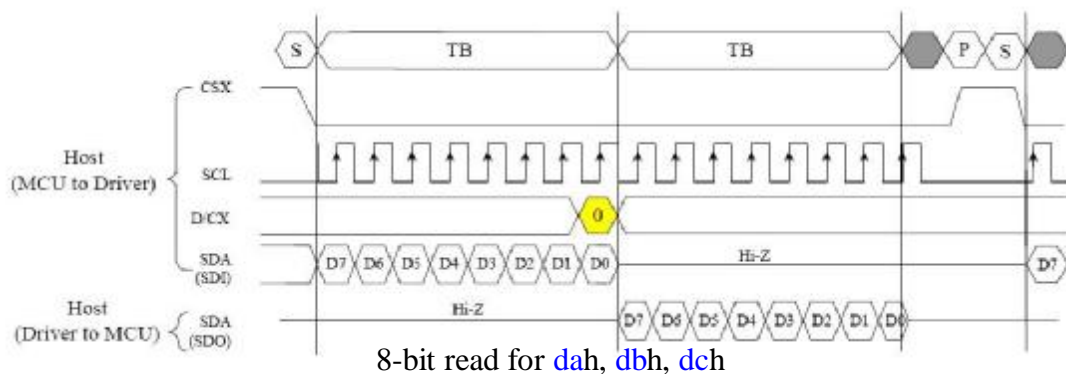 S TB TB P S
CSX
Host
(MCU to Driver)
SCL
D/CX
0
SDA
(SDI)
D7 D6 D5 D4 D3 D2 D1 D0
Hi-Z
D7
Host
(Driver to MCU)
SDA
(SDO)
Hi-Z
D7 D6 D5 D4 D3 D2 D1 D0
8-bit read for dah, dbh, dch